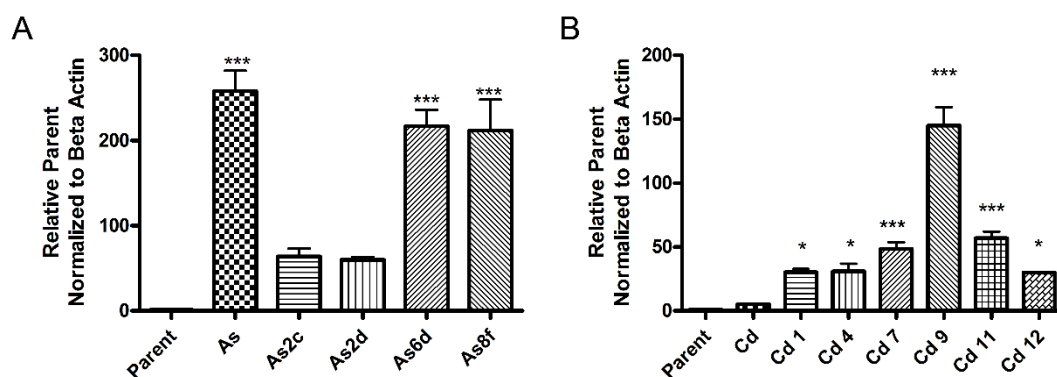 A
Relative Parent
Normalized to Beta Actin
300
200
100
0
***
***
***
Parent
As
As2c
As2d
As6d
As8f
B
Relative Parent
Normalized to Beta Actin
200
150
100
50
0
*
*
***
***
***
*
Parent
Cd
Cd 1
Cd 4
Cd 7
Cd 9
Cd 11
Cd 12